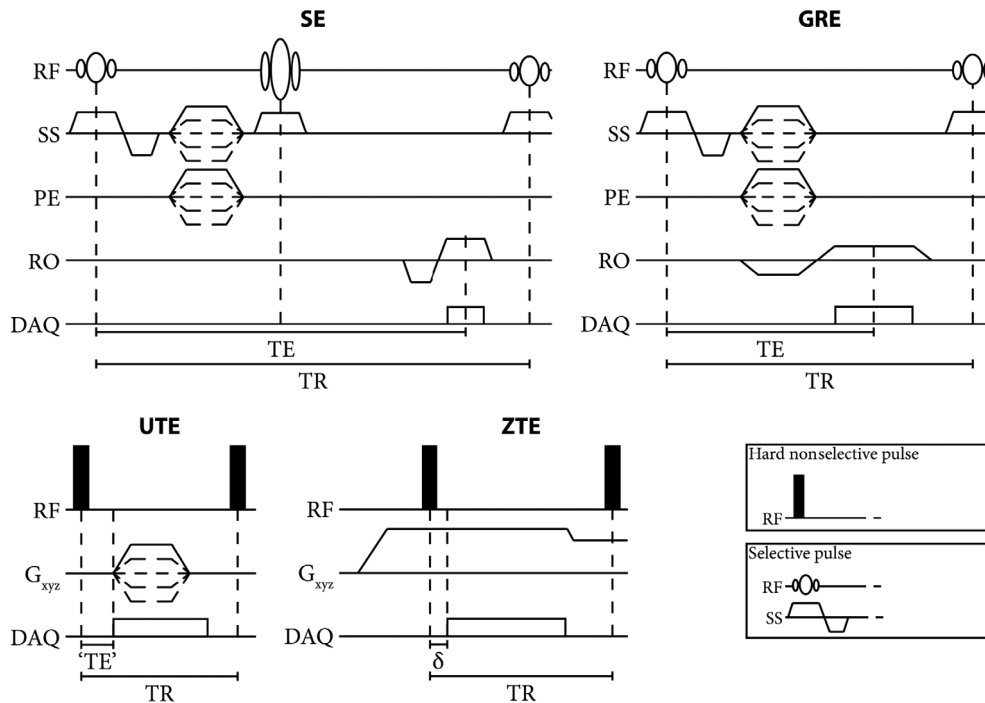 SE
RF
SS
PE
RO
DAQ
TE
TR
GRE
RF
SS
PE
RO
DAQ
TE
TR
UTE
RF
Gxyz
DAQ
‘TE’
TR
ZTE
RF
Gxyz
DAQ
δ
TR
Hard nonselective pulse
RF
Selective pulse
RF
SS